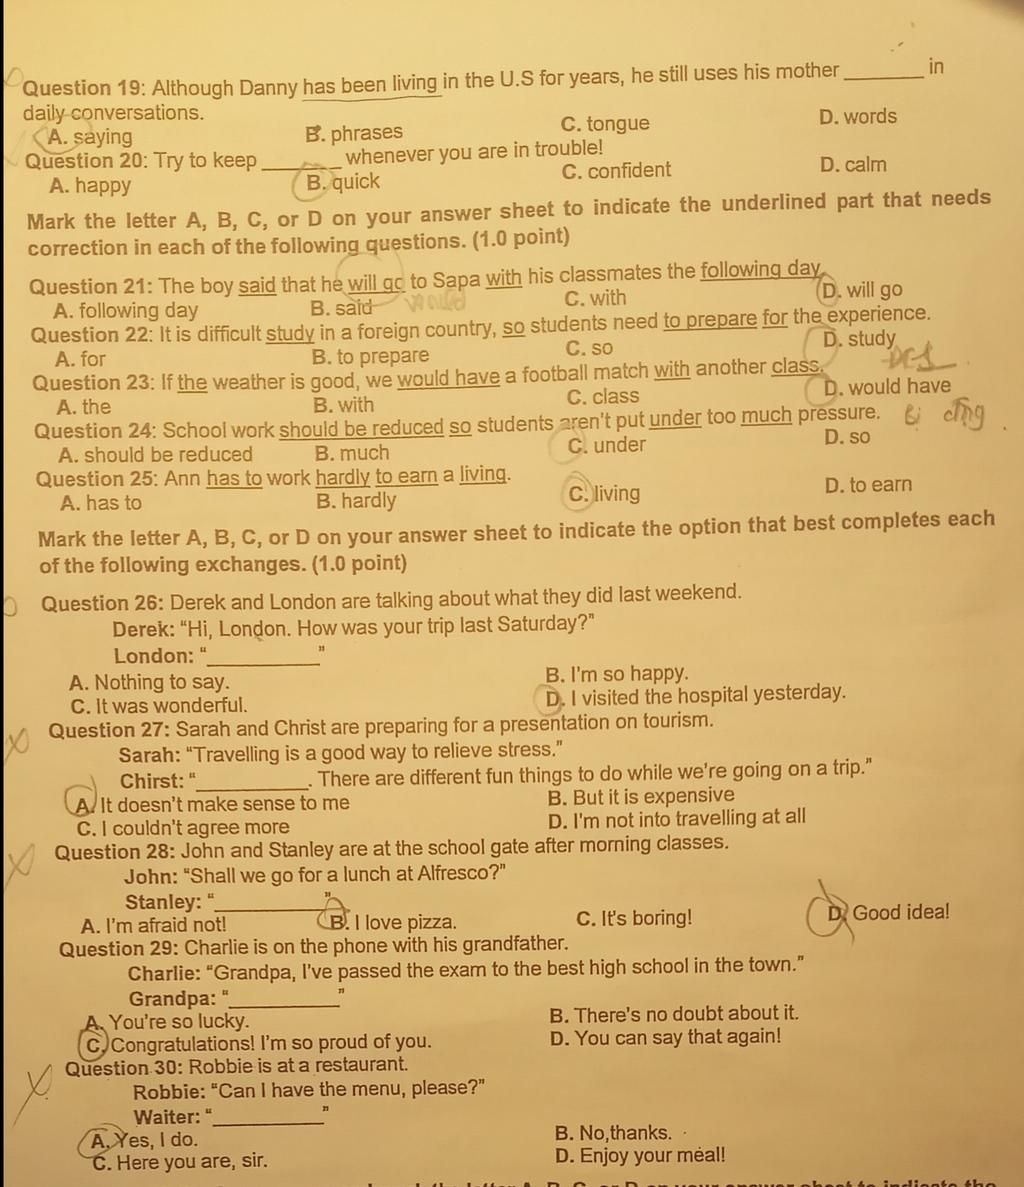 Question 19: Although Danny has been living in the U.S for years, he still uses his mother ________ in
daily conversations.
A. saying B. phrases C. tongue D. words
Question 20: Try to keep ________ whenever you are in trouble!
A. happy B. quick C. confident D. calm
Mark the letter A, B, C, or D on your answer sheet to indicate the underlined part that needs
correction in each of the following questions. (1.0 point)
Question 21: The boy said that he will go to Sapa with his classmates the following day.
would
A. following day B. said C. with D. will go
Question 22: It is difficult study in a foreign country, so students need to prepare for the experience.
A. for B. to prepare C. so D. study
Question 23: If the weather is good, we would have a football match with another class.
A. the B. with C. class D. would have
Question 24: School work should be reduced so students aren't put under too much pressure.
A. should be reduced B. much C. under D. so
Question 25: Ann has to work hardly to earn a living.
A. has to B. hardly C. living D. to earn
Mark the letter A, B, C, or D on your answer sheet to indicate the option that best completes each
of the following exchanges. (1.0 point)
Question 26: Derek and London are talking about what they did last weekend.
Derek: “Hi, London. How was your trip last Saturday?”
London: “___________”
A. Nothing to say. B. I'm so happy.
C. It was wonderful. D. I visited the hospital yesterday.
Question 27: Sarah and Christ are preparing for a presentation on tourism.
Sarah: “Travelling is a good way to relieve stress.”
Chirst: “___________. There are different fun things to do while we're going on a trip.”
A. It doesn't make sense to me B. But it is expensive
C. I couldn't agree more D. I'm not into travelling at all
Question 28: John and Stanley are at the school gate after morning classes.
John: “Shall we go for a lunch at Alfresco?”
Stanley: “___________”
A. I'm afraid not! B. I love pizza. C. It's boring! D. Good idea!
Question 29: Charlie is on the phone with his grandfather.
Charlie: “Grandpa, I've passed the exam to the best high school in the town.”
Grandpa: “___________”
A. You're so lucky. B. There's no doubt about it.
C. Congratulations! I'm so proud of you. D. You can say that again!
Question 30: Robbie is at a restaurant.
Robbie: “Can I have the menu, please?”
Waiter: “___________”
A. Yes, I do. B. No,thanks.
C. Here you are, sir. D. Enjoy your meal!